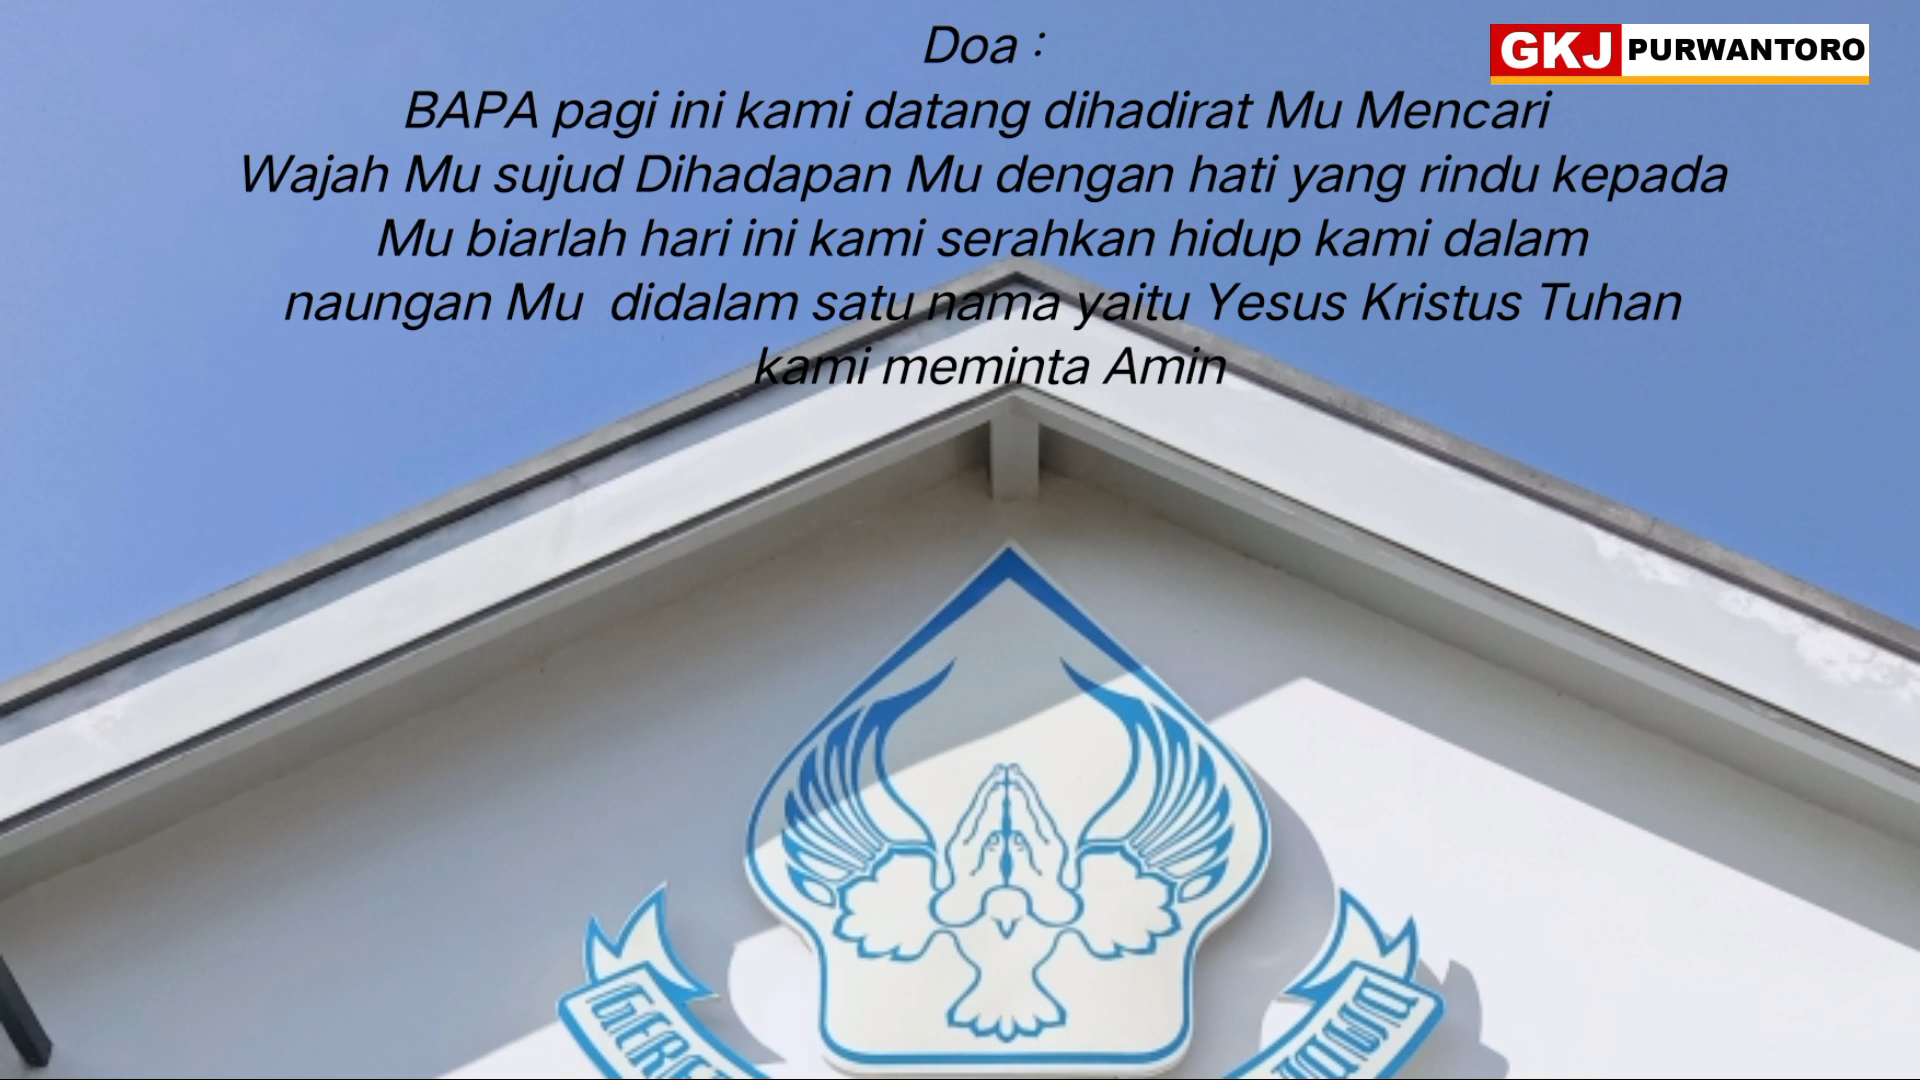 Doa :
GKJ PURWANTORO
BAPA pagi ini kami datang dihadirat Mu Mencari
Wajah Mu sujud Dihadapan Mu dengan hati yang rindu kepada
Mu biarlah hari ini kami serahkan hidup kami dalam
naungan Mu  didalam satu nama yaitu Yesus Kristus Tuhan
kami meminta Amin